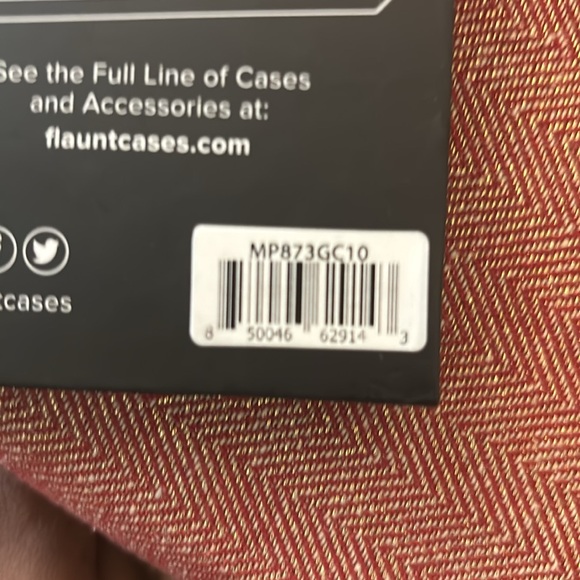 See the Full Line of Cases
and Accessories at:
flauntcases.com
tcases
MP873GC10
8 50046 62914 3